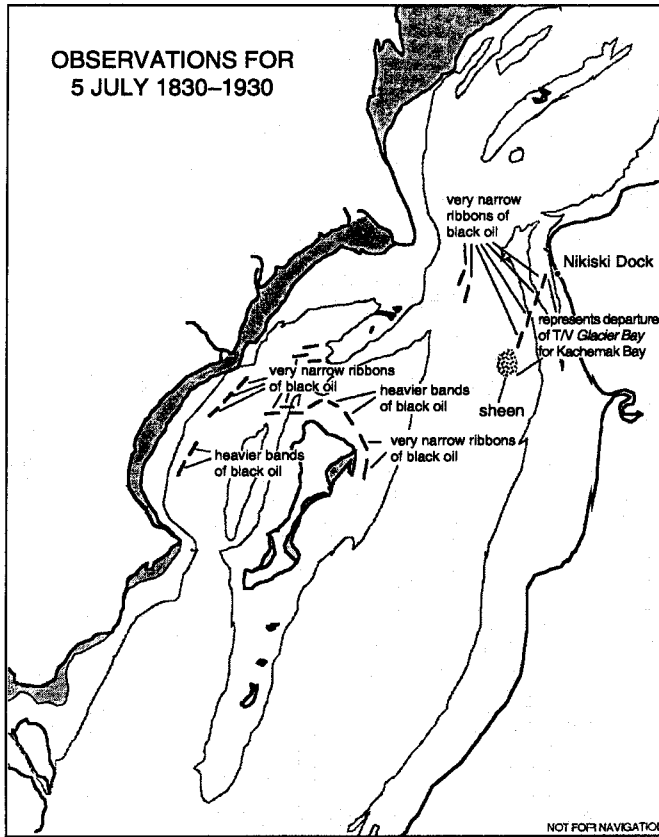 OBSERVATIONS FOR
5 JULY 1830–1930
very narrow
ribbons of
black oil
Nikiski Dock
represents departure
of T/V Glacier Bay
for Kachemak Bay
sheen
very narrow ribbons
of black oil
heavier bands
of black oil
very narrow ribbons
of black oil
heavier bands
of black oil
NOT FOR NAVIGATION